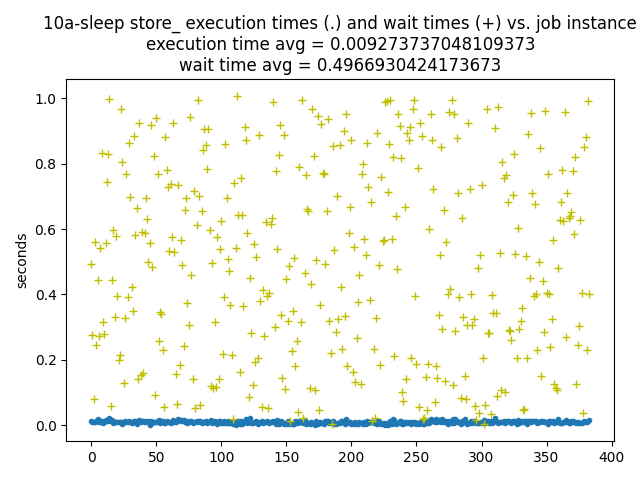 10a-sleep store_ execution times (.) and wait times (+) vs. job instance
execution time avg = 0.009273737048109373
wait time avg = 0.4966930424173673
1.0
0.8
0.6
0.4
0.2
0.0
seconds
0 50 100 150 200 250 300 350 400